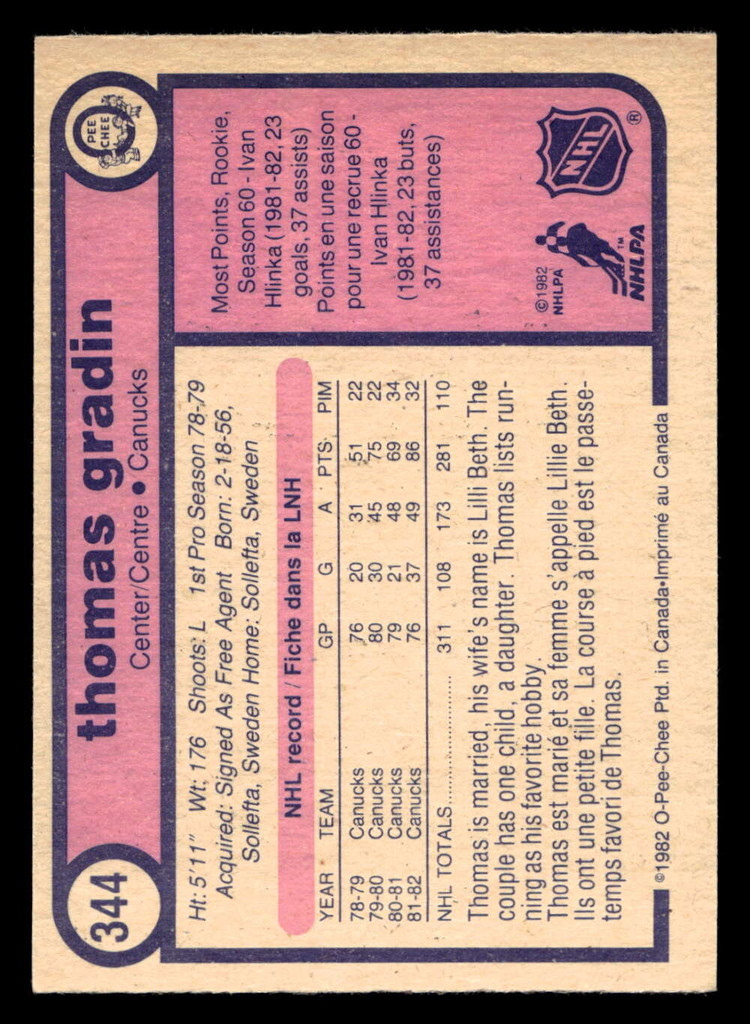 344
thomas gradin
Center/Centre • Canucks
O
PEE
CHEE
Ht: 5'11" Wt: 176 Shoots: L 1st Pro Season 78-79
Acquired: Signed As Free Agent Born: 2-18-56,
Sollefta, Sweden Home: Solleftta, Sweden
NHL record / Fiche dans la LNH
YEAR TEAM GP G A PTS PIM
78-79 Canucks 76 20 31 51 22
79-80 Canucks 80 30 45 75 22
80-81 Canucks 79 21 48 69 34
81-82 Canucks 76 37 49 86 32
NHL TOTALS.................. 311 108 173 281 110
Thomas is married, his wife's name is Lilli Beth. The
couple has one child, a daughter. Thomas lists run-
ning as his favorite hobby.
Thomas est marié et sa femme s'appelle Lillie Beth.
Ils ont une petite fille. La course à pied est le passe-
temps favori de Thomas.
Most Points, Rookie,
Season 60 - Ivan
Hlinka (1981-82, 23
goals, 37 assists)
Points en une saison
pour une recrue 60 -
Ivan Hlinka
(1981-82, 23 buts,
37 assistances)
©1982
NHLPA
NHLPA™
NHL
®
©1982 O-Pee-Chee Ptd. in Canada•Imprimé au Canada